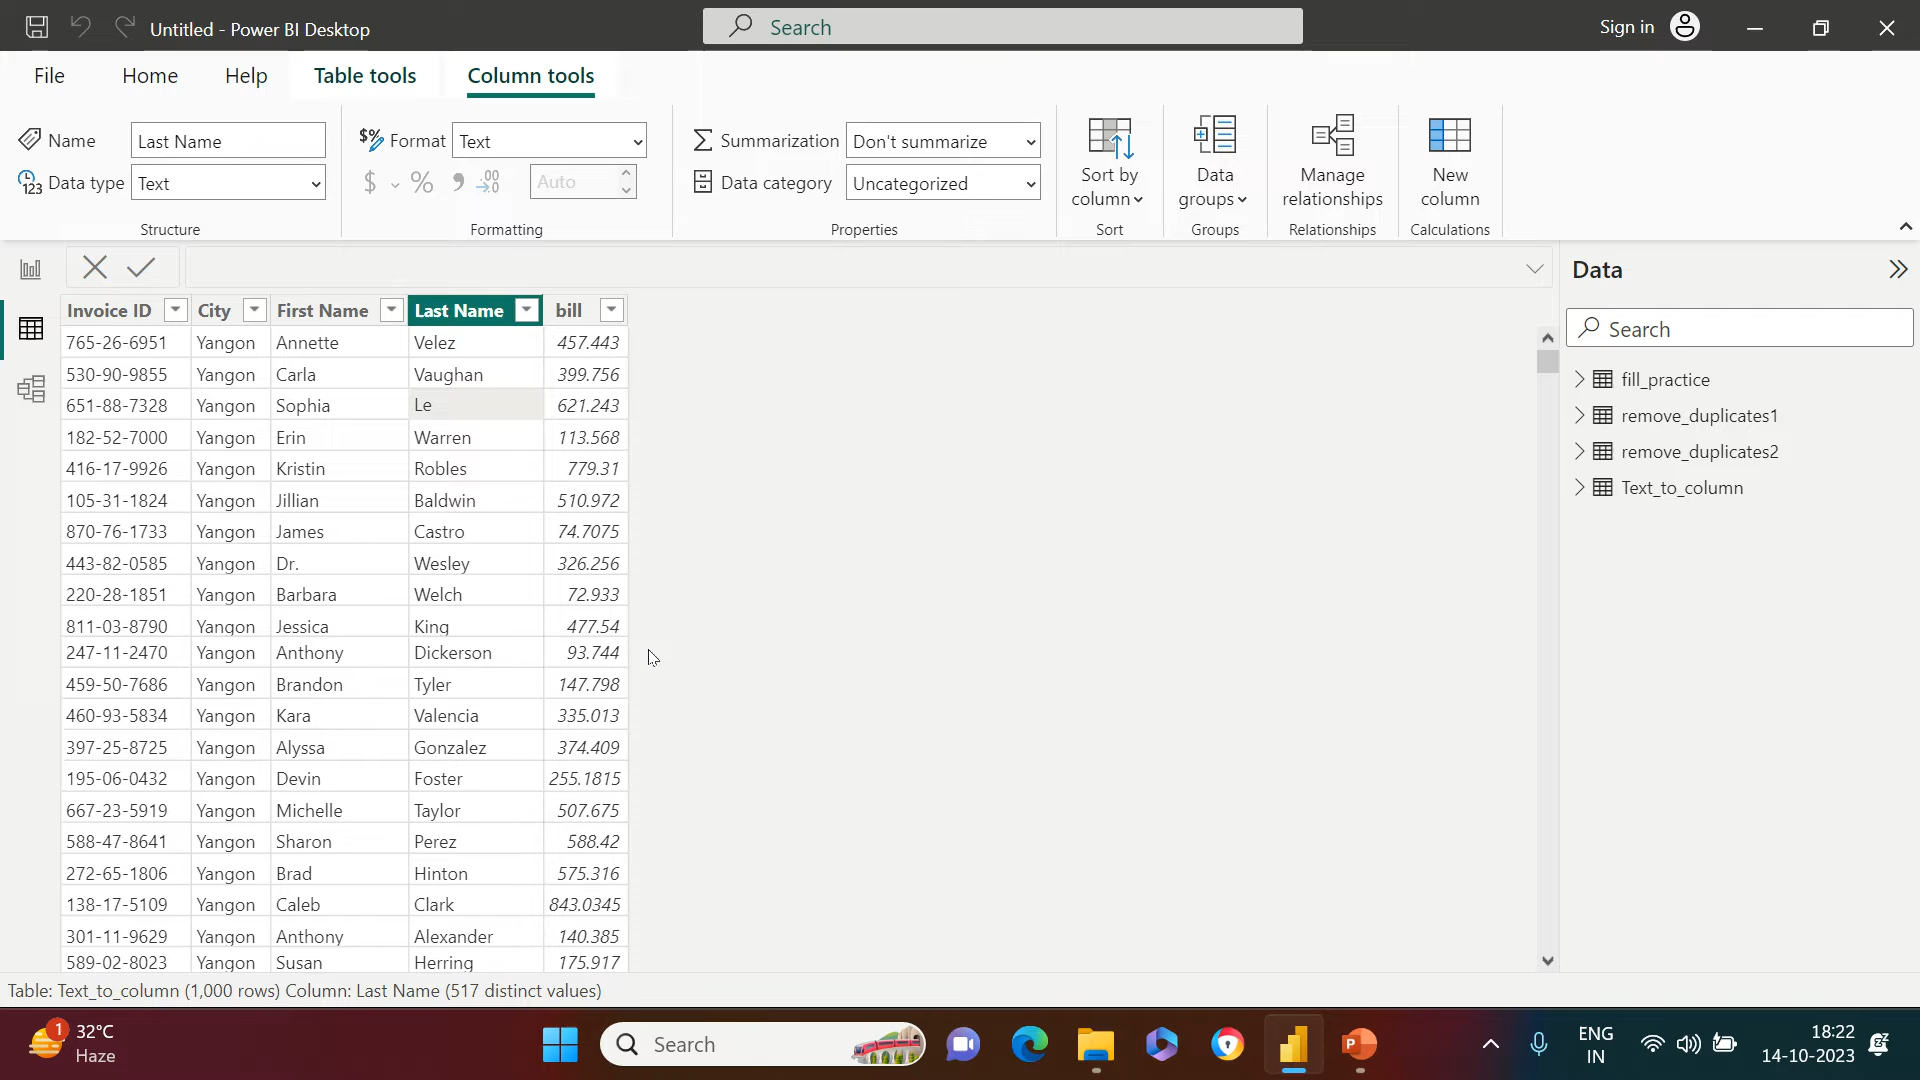 Untitled - Power BI Desktop
Search
Sign in
File Home Help Table tools Column tools
Name Last Name
Data type Text
Structure
$% Format Text
$ % 9 .00 Auto
Formatting
Summarization Don't summarize
Data category Uncategorized
Properties
Sort by column
Sort
Data groups
Groups
Manage relationships
Relationships
New column
Calculations
Invoice ID City First Name Last Name bill
765-26-6951 Yangon Annette Velez 457.443
530-90-9855 Yangon Carla Vaughan 399.756
651-88-7328 Yangon Sophia Le 621.243
182-52-7000 Yangon Erin Warren 113.568
416-17-9926 Yangon Kristin Robles 779.31
105-31-1824 Yangon Jillian Baldwin 510.972
870-76-1733 Yangon James Castro 74.7075
443-82-0585 Yangon Dr. Wesley 326.256
220-28-1851 Yangon Barbara Welch 72.933
811-03-8790 Yangon Jessica King 477.54
247-11-2470 Yangon Anthony Dickerson 93.744
459-50-7686 Yangon Brandon Tyler 147.798
460-93-5834 Yangon Kara Valencia 335.013
397-25-8725 Yangon Alyssa Gonzalez 374.409
195-06-0432 Yangon Devin Foster 255.1815
667-23-5919 Yangon Michelle Taylor 507.675
588-47-8641 Yangon Sharon Perez 588.42
272-65-1806 Yangon Brad Hinton 575.316
138-17-5109 Yangon Caleb Clark 843.0345
301-11-9629 Yangon Anthony Alexander 140.385
589-02-8023 Yangon Susan Herring 175.917
Data
Search
fill_practice
remove_duplicates1
remove_duplicates2
Text_to_column
Table: Text_to_column (1,000 rows) Column: Last Name (517 distinct values)
1
32°C
Haze
Search
P
ENG
IN
18:22
14-10-2023